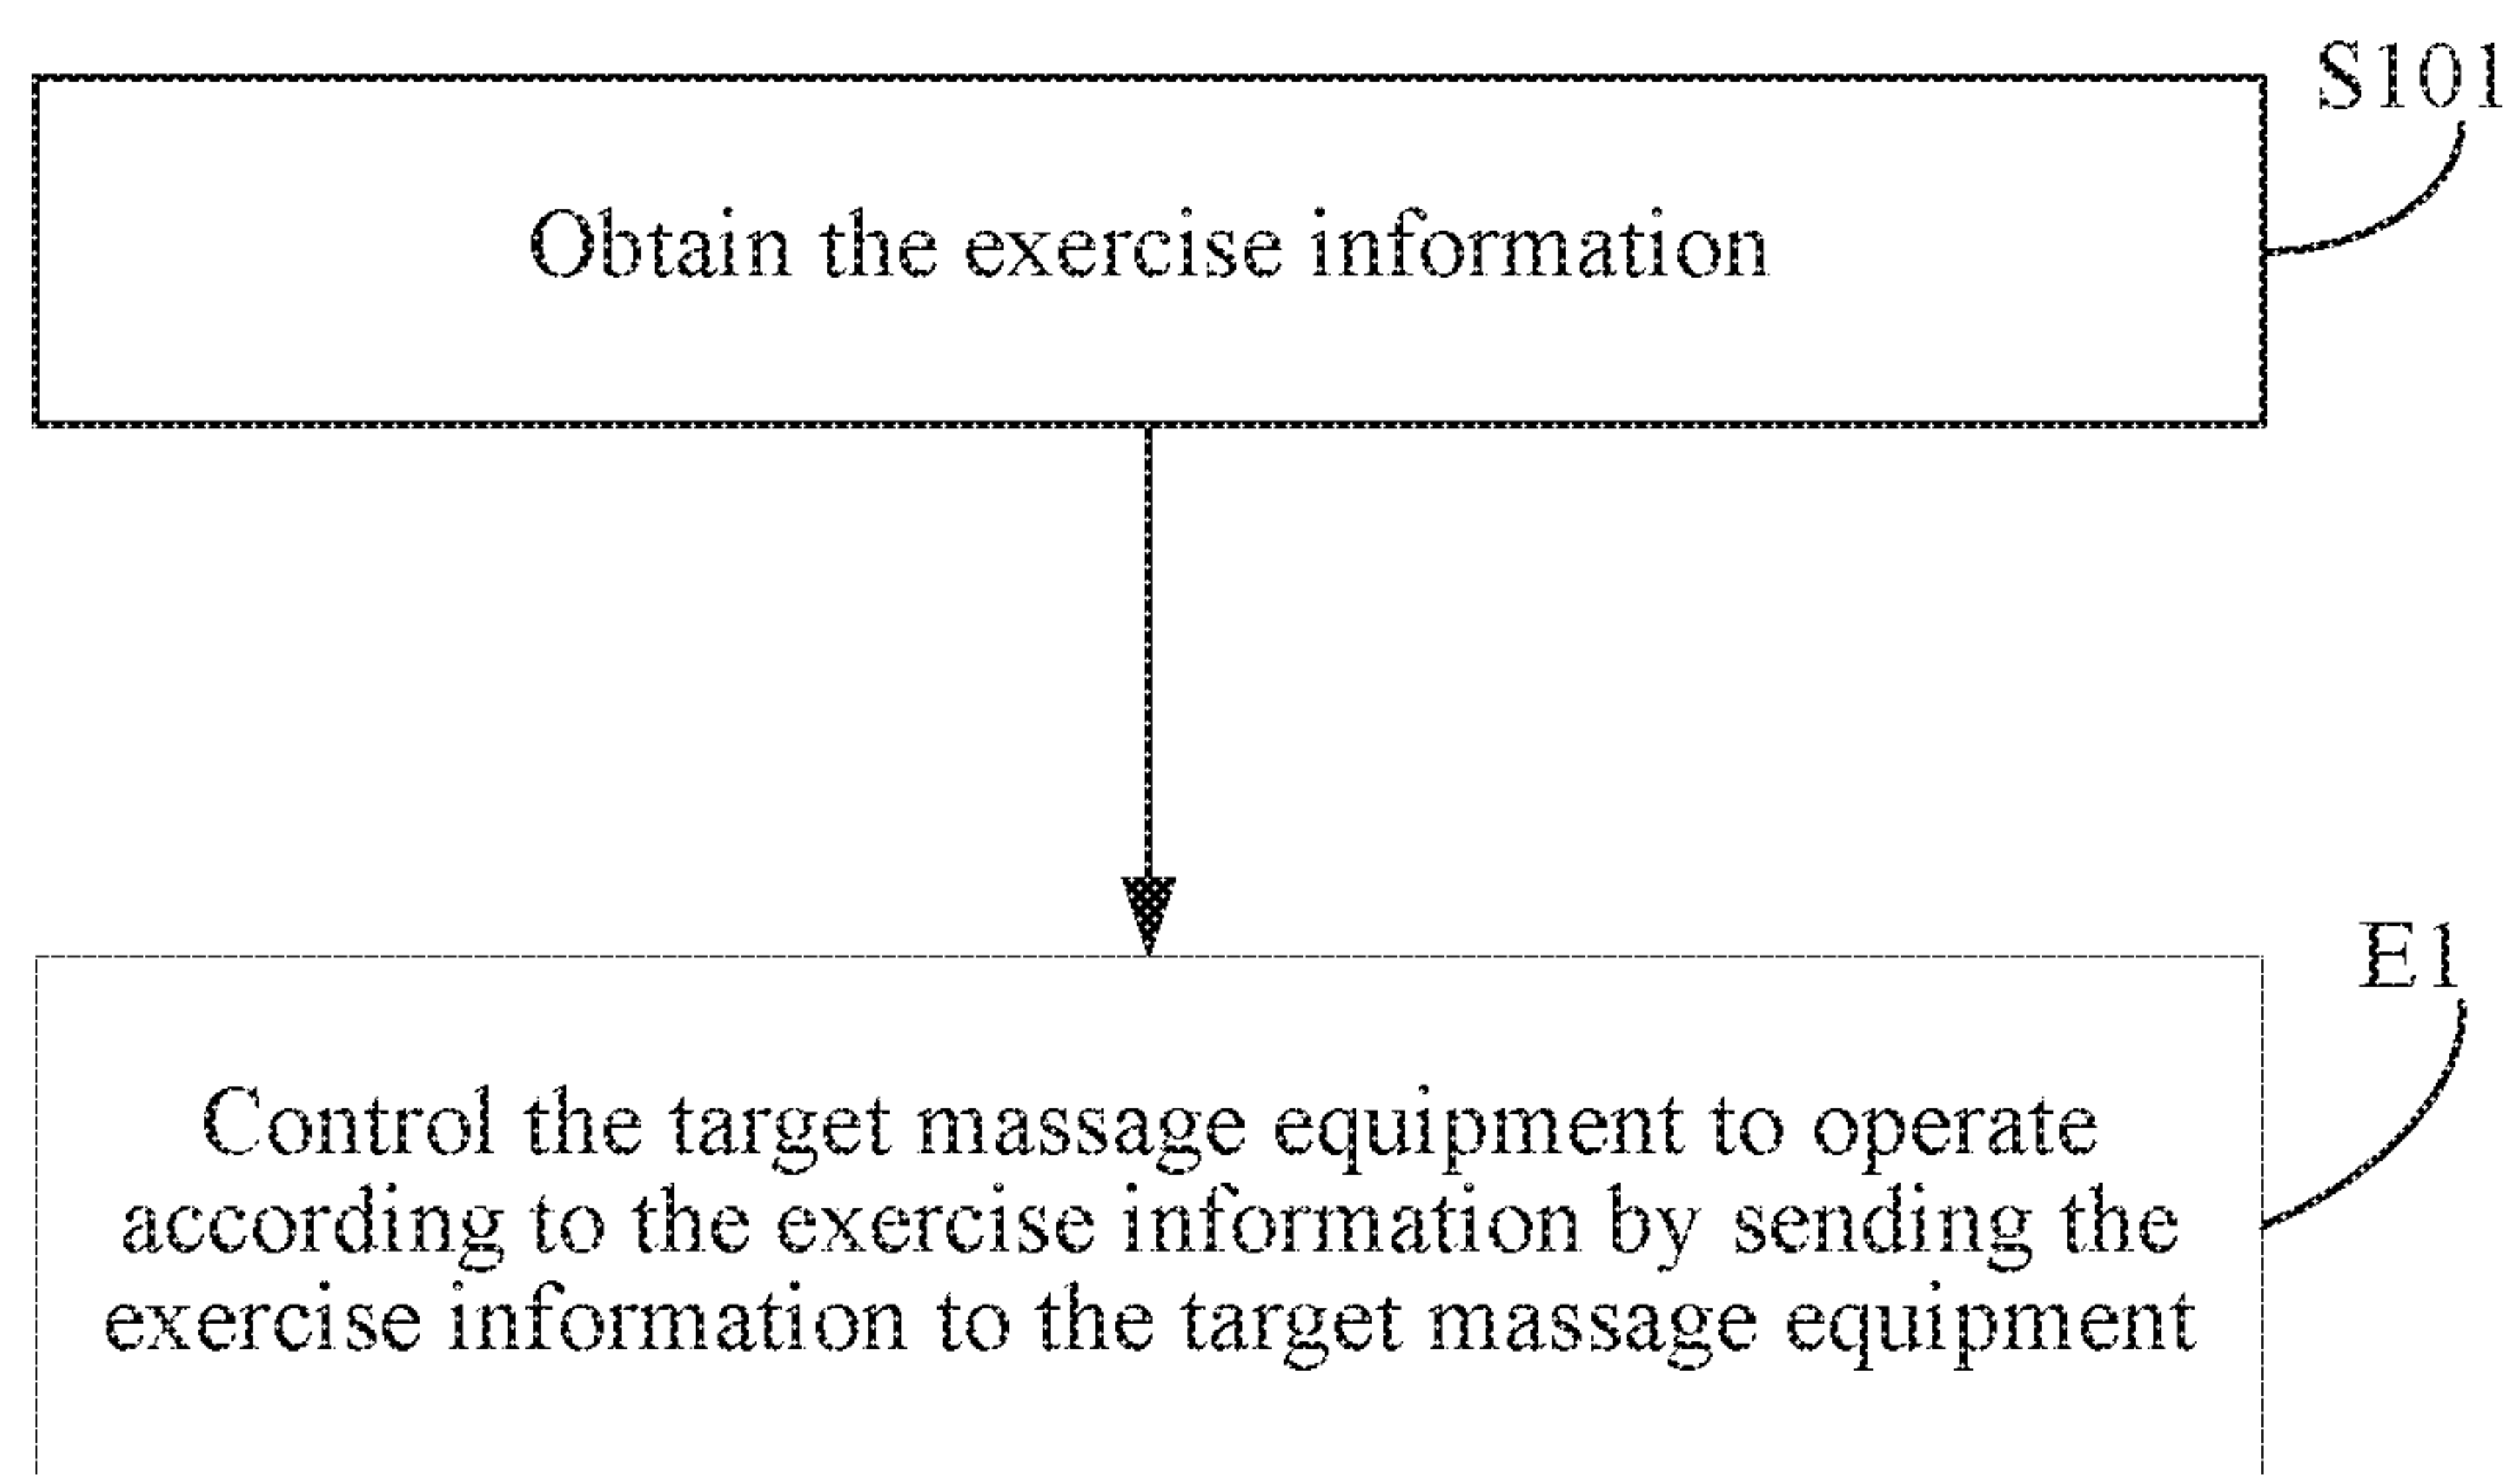 S101
Obtain the exercise information
E1
Control the target massage equipment to operate
according to the exercise information by sending the
exercise information to the target massage equipment